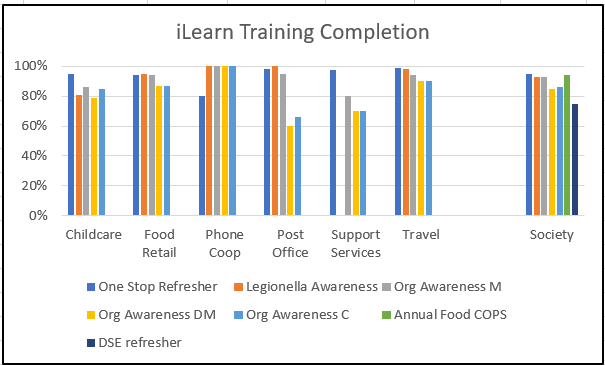 iLearn Training Completion
100%
80%
60%
40%
20%
0%
Childcare
Food Retail
Phone Coop
Post Office
Support Services
Travel
Society
One Stop Refresher
Legionella Awareness
Org Awareness M
Org Awareness DM
Org Awareness C
Annual Food COPS
DSE refresher